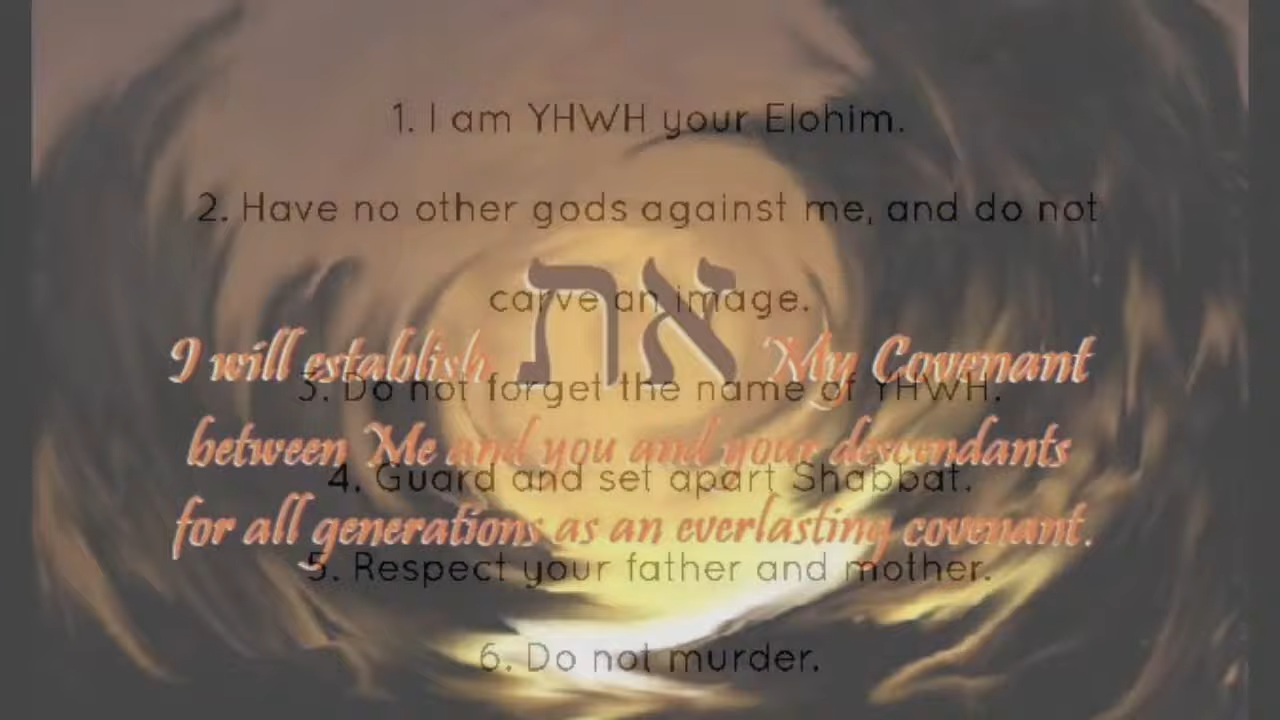 1. I am YHWH your Elohim.
2. Have no other gods against me, and do not
carve an image.
I will establish את My Covenant
3. Do not forget the name of YHWH.
between Me and you and your descendants
4. Guard and set apart Shabbat.
for all generations as an everlasting covenant.
5. Respect your father and mother.
6. Do not murder.